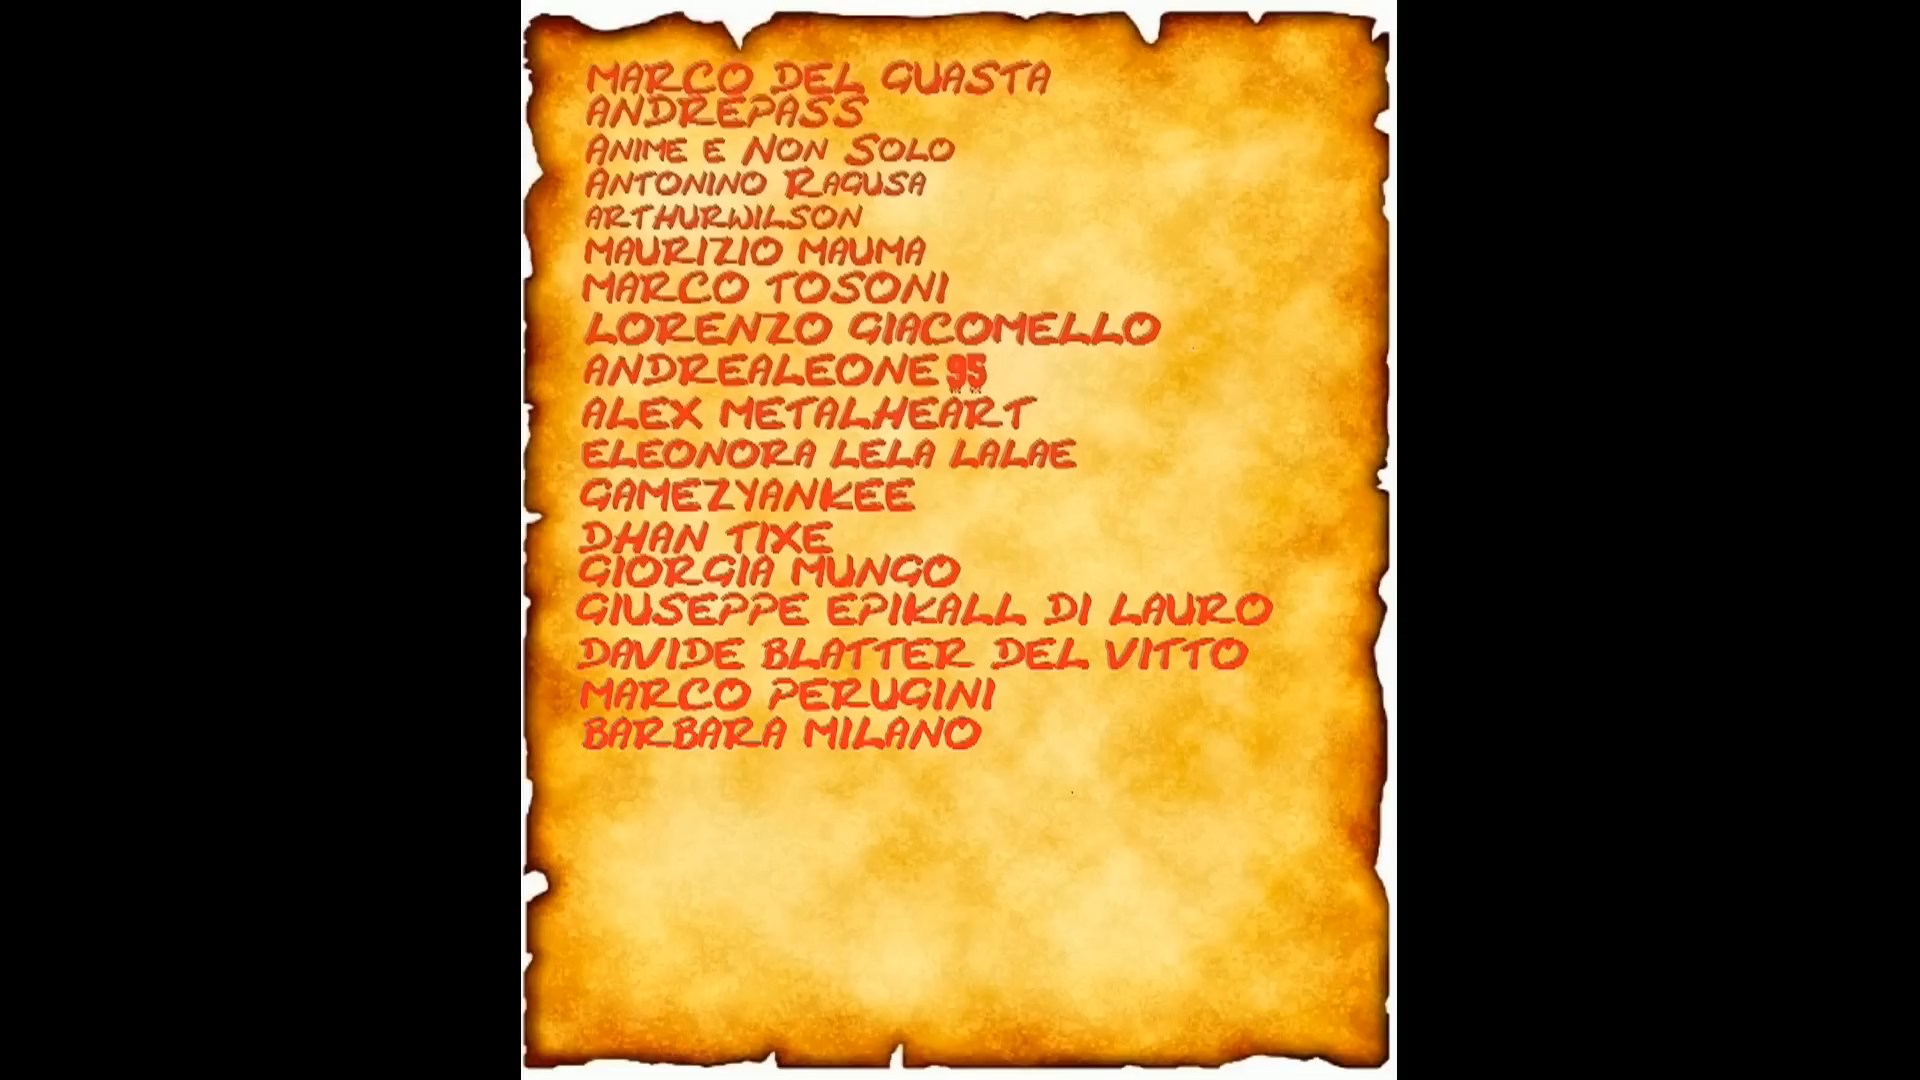 MARCO DEL GUASTA
ANDREPASS
ANIME E NON SOLO
ANTONINO RAGUSA
ARTHURWILSON
MAURIZIO MAUMA
MARCO TOSONI
LORENZO GIACOMELLO
ANDREALEONE95
ALEX METALHEART
ELEONORA LELA LALAE
GAMEZYANKEE
DHAN TIXE
GIORGIA MUNGO
GIUSEPPE EPIKALL DI LAURO
DAVIDE BLATTER DEL VITTO
MARCO PERUGINI
BARBARA MILANO